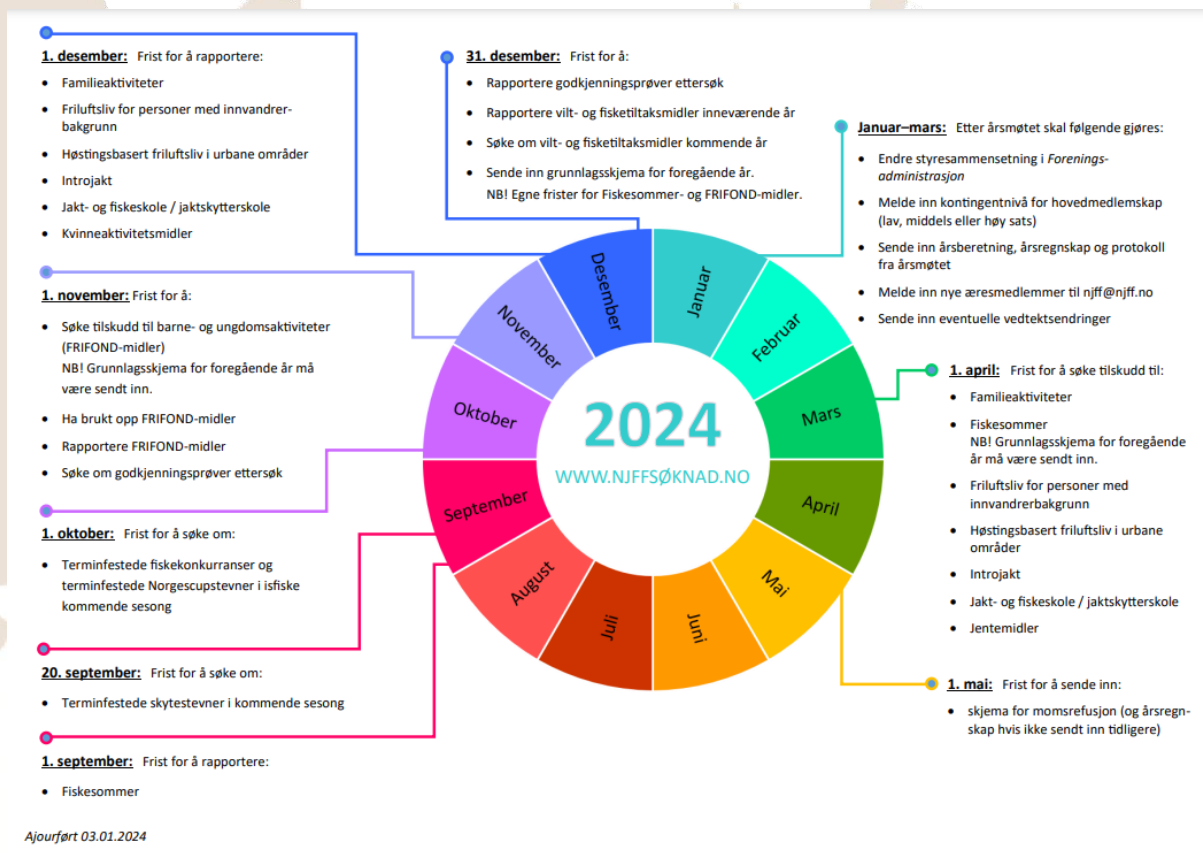 1. desember: Frist for å rapportere:
• Familieaktiviteter
• Friluftsliv for personer med innvandrer-
bakgrunn
• Høstingsbasert friluftsliv i urbane områder
• Introjakt
• Jakt- og fiskeskole / jaktskytterskole
• Kvinneaktivitetsmidler
31. desember: Frist for å:
• Rapportere godkjenningsprøver ettersøk
• Rapportere vilt- og fisketiltaksmidler inneværende år
• Søke om vilt- og fisketiltaksmidler kommende år
• Sende inn grunnlagsskjema for foregående år.
NB! Egne frister for Fiskesommer- og FRIFOND-midler.
Januar–mars: Etter årsmøtet skal følgende gjøres:
• Endre styresammensetning i Forenings-
administrasjon
• Melde inn kontingentnivå for hovedmedlemskap
(lav, middels eller høy sats)
• Sende inn årsberetning, årsregnskap og protokoll
fra årsmøtet
• Melde inn nye æresmedlemmer til njff@njff.no
• Sende inn eventuelle vedtektsendringer
1. november: Frist for å:
• Søke tilskudd til barne- og ungdomsaktiviteter
(FRIFOND-midler)
NB! Grunnlagsskjema for foregående år må
være sendt inn.
• Ha brukt opp FRIFOND-midler
• Rapportere FRIFOND-midler
• Søke om godkjenningsprøver ettersøk
1. april: Frist for å søke tilskudd til:
• Familieaktiviteter
• Fiskesommer
NB! Grunnlagsskjema for foregående
år må være sendt inn.
• Friluftsliv for personer med
innvandrerbakgrunn
• Høstingsbasert friluftsliv i urbane
områder
• Introjakt
• Jakt- og fiskeskole / jaktskytterskole
• Jentemidler
1. mai: Frist for å sende inn:
• skjema for momsrefusjon (og årsregn-
skap hvis ikke sendt inn tidligere)
1. oktober: Frist for å søke om:
• Terminfestede fiskekonkurranser og
terminfestede Norgescupstevner i isfiske
kommende sesong
20. september: Frist for å søke om:
• Terminfestede skytestevner i kommende sesong
1. september: Frist for å rapportere:
• Fiskesommer
Januar
Februar
Mars
April
Mai
Juni
Juli
August
September
Oktober
November
Desember
2024
WWW.NJFFSØKNAD.NO
Ajourført 03.01.2024